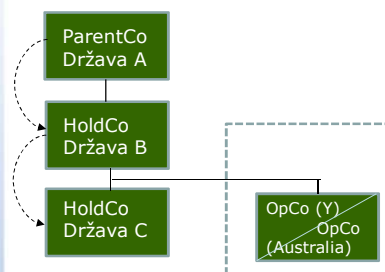 ParentCo
Država A
HoldCo
Država B
HoldCo
Država C
OpCo (Y)
OpCo
(Australia)